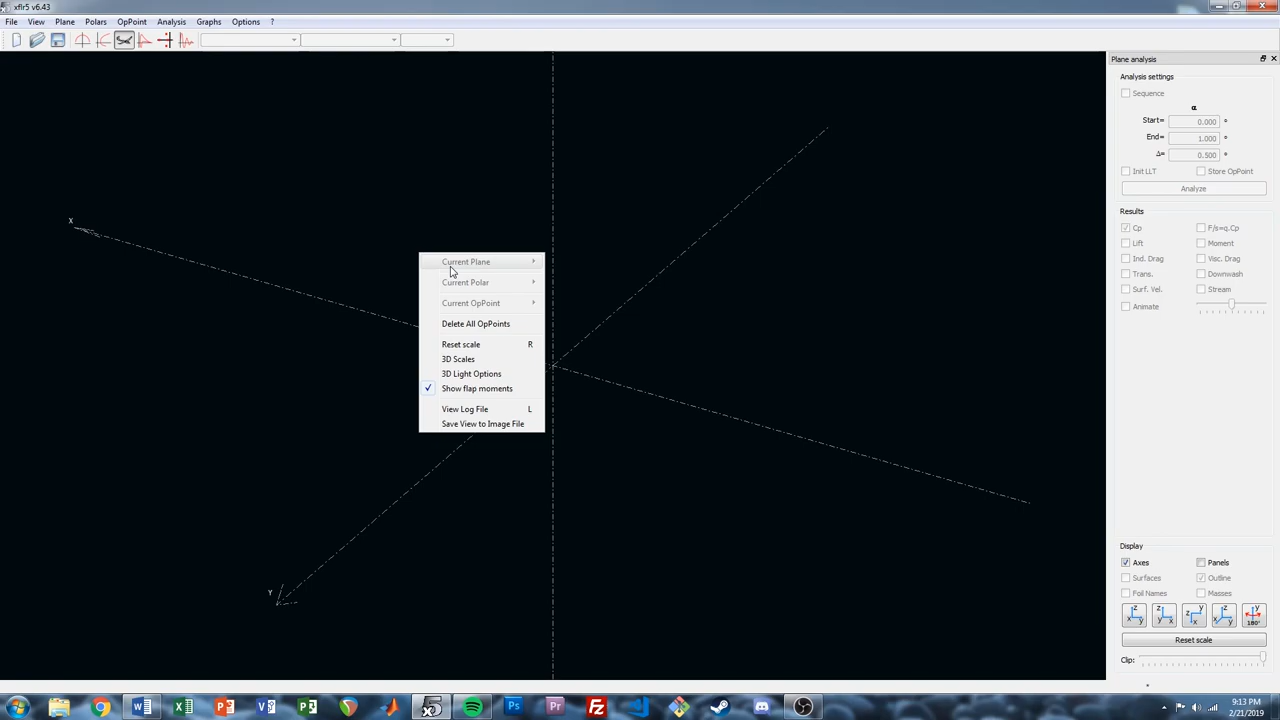 xflr5 v6.43
File View Plane Polars OpPoint Analysis Graphs Options ?
X
Y
Current Plane
Current Polar
Current OpPoint
Delete All OpPoints
Reset scale R
3D Scales
3D Light Options
Show flap moments
View Log File L
Save View to Image File
Plane analysis
Analysis settings
Sequence
α
Start= 0.000 °
End= 1.000 °
Δ= 0.500 °
Init LLT Store OpPoint
Analyze
Results
Cp F/s=q.Cp
Lift Moment
Ind. Drag Visc. Drag
Trans. Downwash
Surf. Vel. Stream
Animate
Display
Axes Panels
Surfaces Outline
Foil Names Masses
z x y
z y x
y z x
z x y
y 180°
Reset scale
Clip:
9:13 PM
2/21/2019